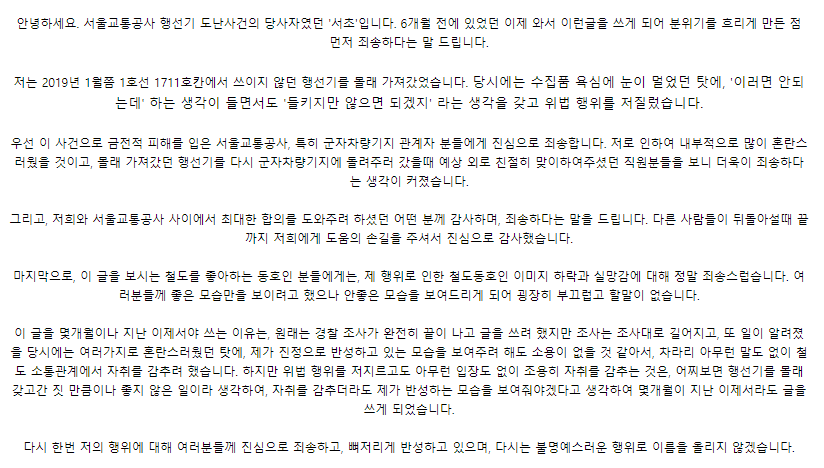 안녕하세요. 서울교통공사 행선기 도난사건의 당사자였던 '서초'입니다. 6개월 전에 있었던 이제 와서 이런글을 쓰게 되어 분위기를 흐리게 만든 점
먼저 죄송하다는 말 드립니다.
저는 2019년 1월쯤 1호선 1711호칸에서 쓰이지 않던 행선기를 몰래 가져갔었습니다. 당시에는 수집품 욕심에 눈이 멀었던 탓에, '이러면 안되
는데' 하는 생각이 들면서도 '들키지만 않으면 되겠지' 라는 생각을 갖고 위법 행위를 저질렀습니다.
우선 이 사건으로 금전적 피해를 입은 서울교통공사, 특히 군자차량기지 관계자 분들에게 진심으로 죄송합니다. 저로 인하여 내부적으로 많이 혼란스
러웠을 것이고, 몰래 가져갔던 행선기를 다시 군자차량기지에 돌려주러 갔을때 예상 외로 친절히 맞이하여주셨던 직원분들을 보니 더욱이 죄송하다
는 생각이 커졌습니다.
그리고, 저희와 서울교통공사 사이에서 최대한 합의를 도와주려 하셨던 어떤 분께 감사하며, 죄송하다는 말을 드립니다. 다른 사람들이 뒤돌아설때 끝
까지 저희에게 도움의 손길을 주셔서 진심으로 감사했습니다.
마지막으로, 이 글을 보시는 철도를 좋아하는 동호인 분들에게는, 제 행위로 인한 철도동호인 이미지 하락과 실망감에 대해 정말 죄송스럽습니다. 여
러분들께 좋은 모습만을 보이려고 했으나 안좋은 모습을 보여드리게 되어 굉장히 부끄럽고 할말이 없습니다.
이 글을 몇개월이나 지난 이제서야 쓰는 이유는, 원래는 경찰 조사가 완전히 끝이 나고 글을 쓰려 했지만 조사는 조사대로 길어지고, 또 일이 알려졌
을 당시에는 여러가지로 혼란스러웠던 탓에, 제가 진정으로 반성하고 있는 모습을 보여주려 해도 소용이 없을 것 같아서, 차라리 아무런 말도 없이 철
도 소통관계에서 자취를 감추려 했습니다. 하지만 위법 행위를 저지르고도 아무런 입장도 없이 조용히 자취를 감추는 것은, 어찌보면 행선기를 몰래
갖고간 짓 만큼이나 좋지 않은 일이라 생각하여, 자취를 감추더라도 제가 반성하는 모습을 보여줘야겠다고 생각하여 몇개월이 지난 이제서라도 글을
쓰게 되었습니다.
다시 한번 저의 행위에 대해 여러분들께 진심으로 죄송하고, 뼈저리게 반성하고 있으며, 다시는 불명예스러운 행위로 이름을 올리지 않겠습니다.